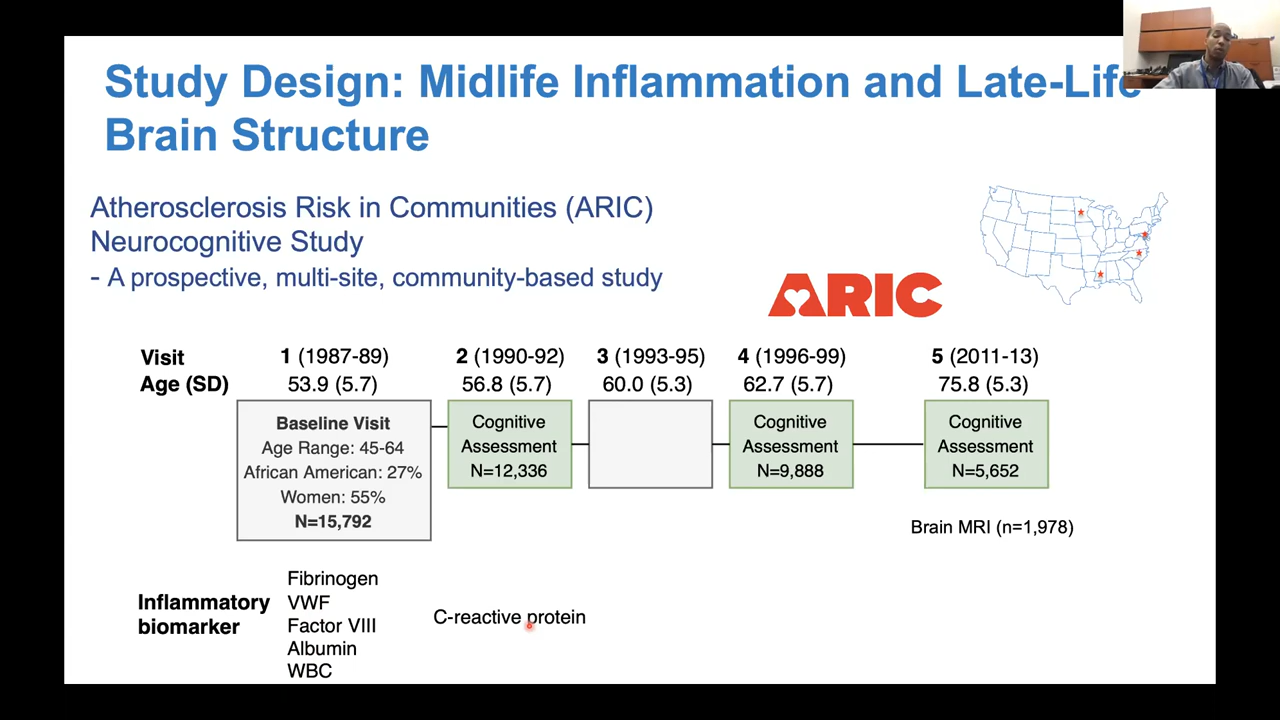 Study Design: Midlife Inflammation and Late-Life
Brain Structure
Atherosclerosis Risk in Communities (ARIC)
Neurocognitive Study
- A prospective, multi-site, community-based study
ARIC
Visit 1 (1987-89) 2 (1990-92) 3 (1993-95) 4 (1996-99) 5 (2011-13)
Age (SD) 53.9 (5.7) 56.8 (5.7) 60.0 (5.3) 62.7 (5.7) 75.8 (5.3)
Baseline Visit
Age Range: 45-64
African American: 27%
Women: 55%
N=15,792
Cognitive
Assessment
N=12,336
Cognitive
Assessment
N=9,888
Cognitive
Assessment
N=5,652
Brain MRI (n=1,978)
Inflammatory
biomarker
Fibrinogen
VWF
Factor VIII
Albumin
WBC
C-reactive protein